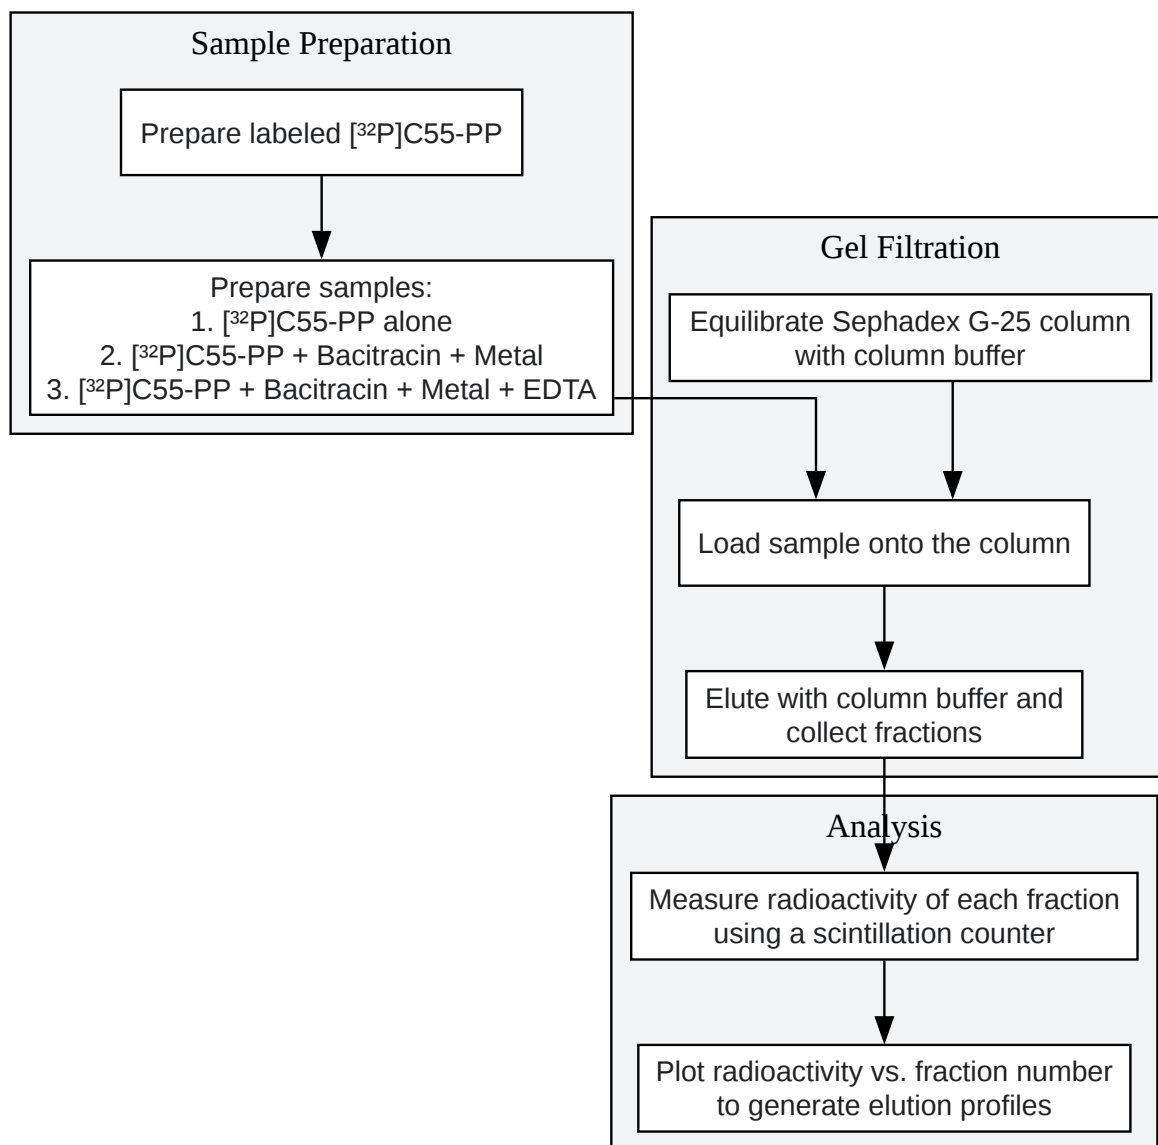 Sample Preparation
Prepare labeled [³²P]C55-PP
Prepare samples:
1. [³²P]C55-PP alone
2. [³²P]C55-PP + Bacitracin + Metal
3. [³²P]C55-PP + Bacitracin + Metal + EDTA
Gel Filtration
Equilibrate Sephadex G-25 column
with column buffer
Load sample onto the column
Elute with column buffer and
collect fractions
Analysis
Measure radioactivity of each fraction
using a scintillation counter
Plot radioactivity vs. fraction number
to generate elution profiles